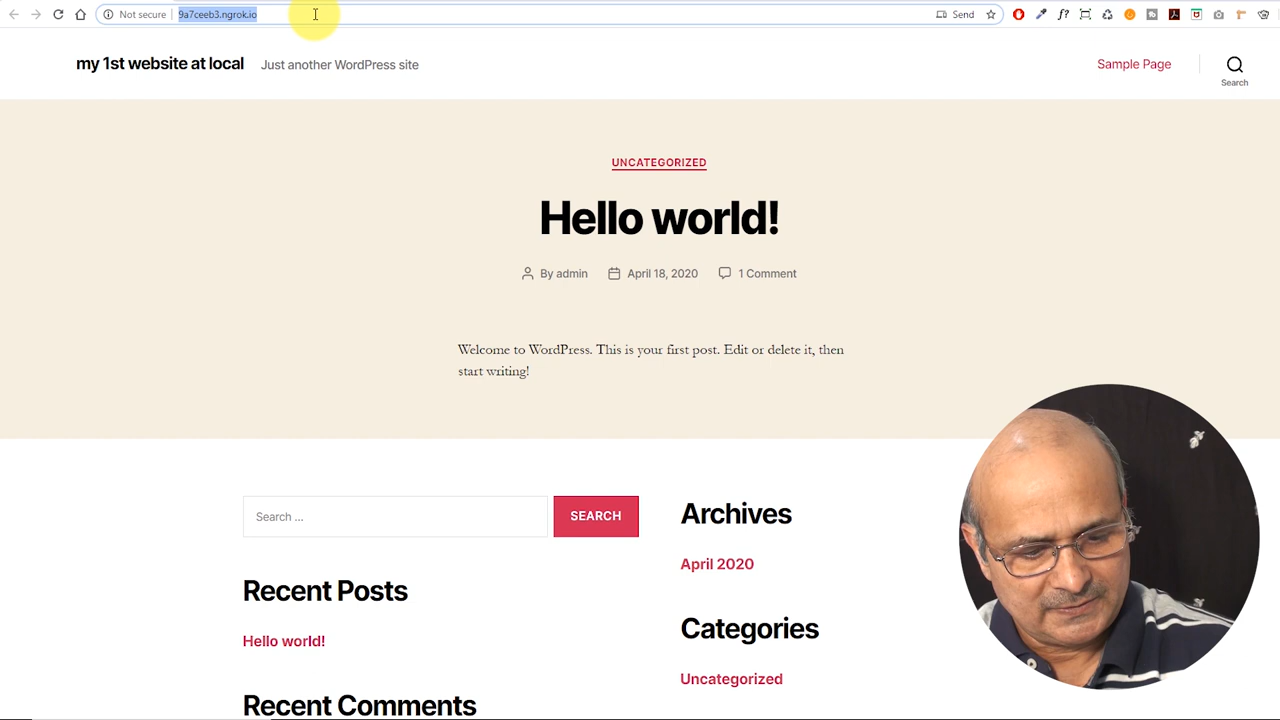 Not secure
9a7ceeb3.ngrok.io
Send
my 1st website at local
Just another WordPress site
Sample Page
Search
UNCATEGORIZED
Hello world!
By admin
April 18, 2020
1 Comment
Welcome to WordPress. This is your first post. Edit or delete it, then
start writing!
Search …
SEARCH
Recent Posts
Hello world!
Recent Comments
Archives
April 2020
Categories
Uncategorized